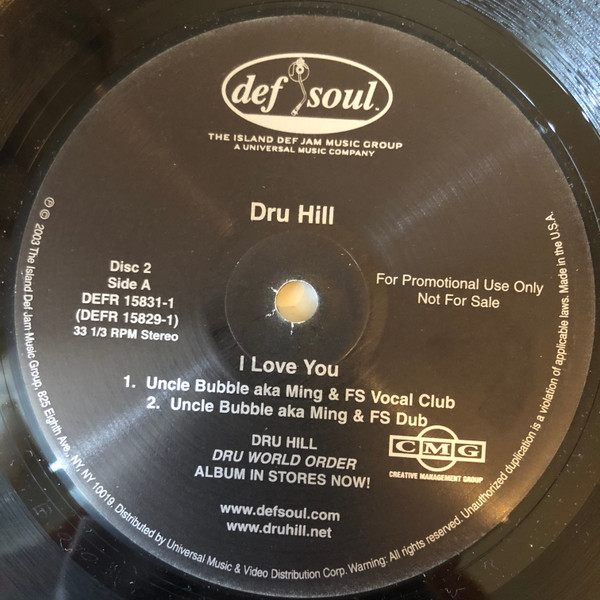 def soul.
THE ISLAND DEF JAM MUSIC GROUP
A UNIVERSAL MUSIC COMPANY
Dru Hill
Disc 2
Side A
DEFR 15831-1
(DEFR 15829-1)
33 1/3 RPM Stereo
For Promotional Use Only
Not For Sale
I Love You
1. Uncle Bubble aka Ming & FS Vocal Club
2. Uncle Bubble aka Ming & FS Dub
DRU HILL
DRU WORLD ORDER
ALBUM IN STORES NOW!
CMG
CREATIVE MANAGEMENT GROUP
www.defsoul.com
www.druhill.net
℗ © 2003 The Island Def Jam Music Group, 825 Eighth Ave., NY NY 10019. Distributed by Universal Music & Video Distribution Corp. Warning: All rights reserved. Unauthorized duplication is a violation of applicable laws. Made in the U.S.A.